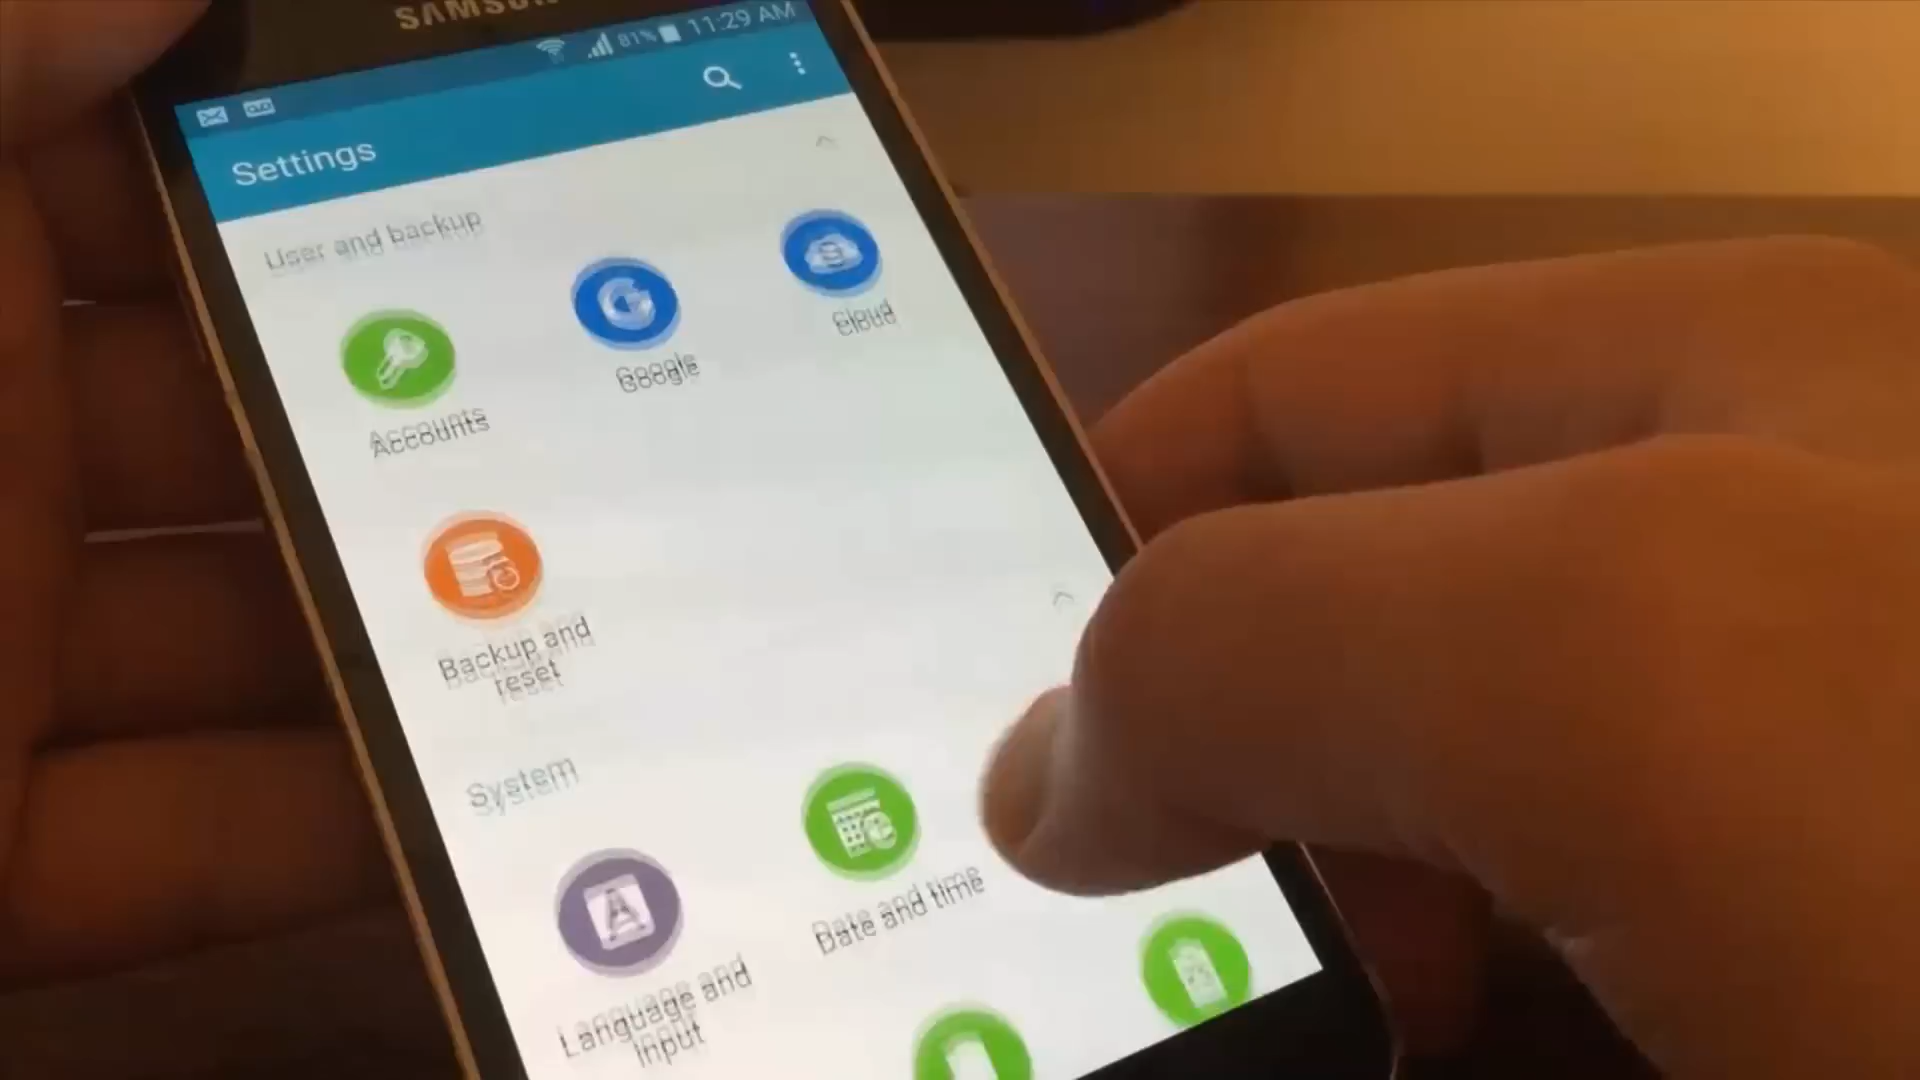 SAMSUN
81% 11:29 AM
Settings
User and backup
Accounts
Google
Cloud
Backup and
reset
System
Language and
input
Date and time